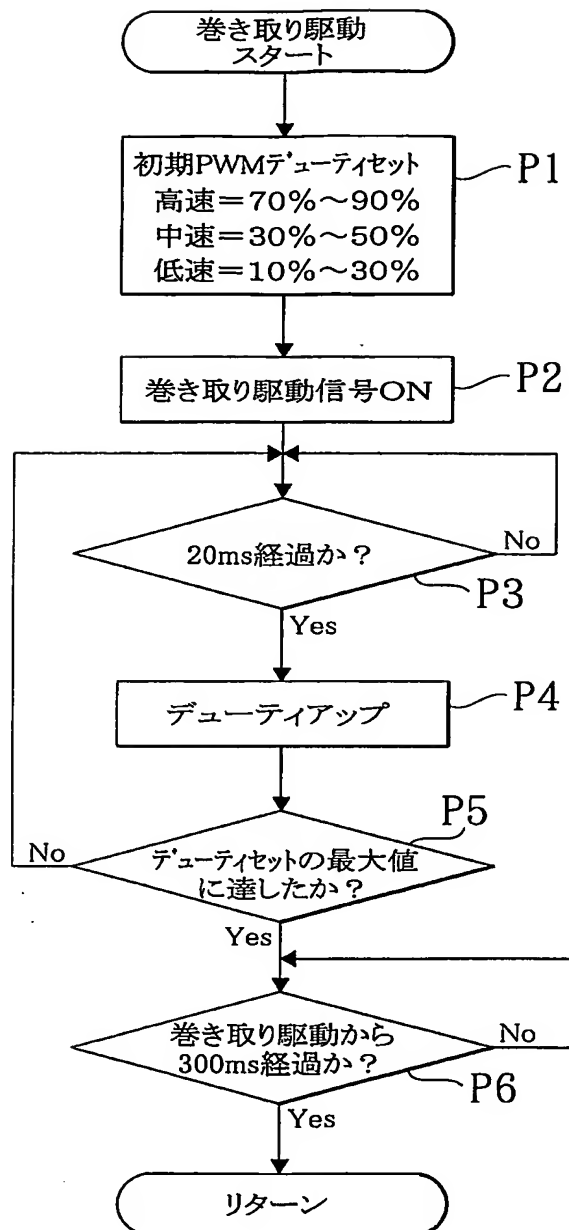 巻き取り駆動
スタート
初期PWMデューティセット
高速=70%~90%
中速=30%~50%
低速=10%~30%
P1
巻き取り駆動信号ON
P2
20ms経過か?
No
P3
Yes
デューティアップ
P4
P5
デューティセットの最大値
に達したか?
No
Yes
巻き取り駆動から
300ms経過か?
No
P6
Yes
リターン